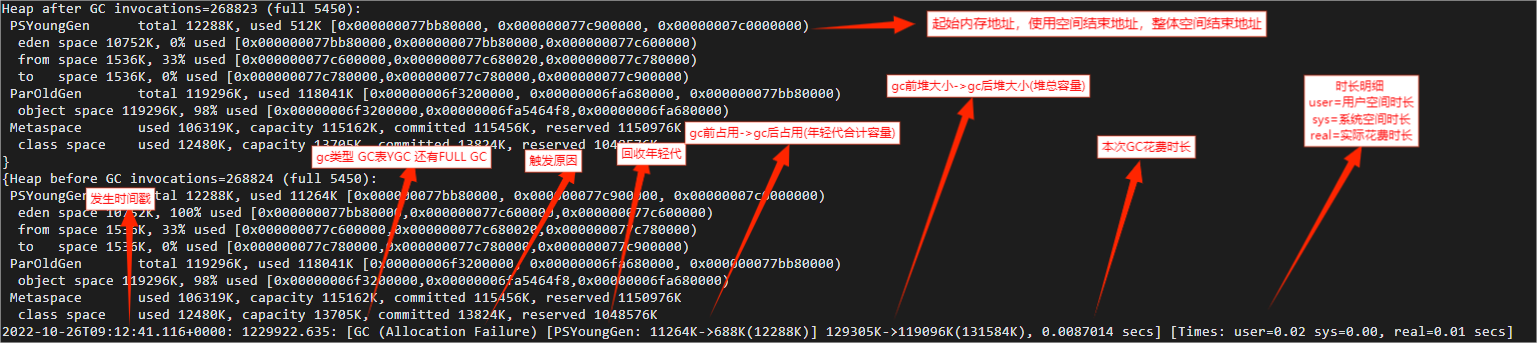 Heap after GC invocations=268823 (full 5450):
PSYoungGen total 12288K, used 512K [0x000000077bb80000, 0x000000077c900000, 0x00000007c0000000)
起始内存地址，使用空间结束地址，整体空间结束地址
eden space 10752K, 0% used [0x000000077bb80000,0x000000077bb80000,0x000000077c600000)
from space 1536K, 33% used [0x000000077c600000,0x000000077c680020,0x000000077c780000)
to space 1536K, 0% used [0x000000077c780000,0x000000077c780000,0x000000077c900000)
ParOldGen total 119296K, used 118041K [0x00000006f3200000, 0x00000006fa680000, 0x000000077bb80000)
object space 119296K, 98% used [0x00000006f3200000,0x00000006fa5464f8,0x00000006fa680000)
Metaspace used 106319K, capacity 115162K, committed 115456K, reserved 1150976K
class space used 12480K, capacity 13705K, committed 13824K, reserved 1048576K
gc前堆大小->gc后堆大小(堆总容量)
时长明细
user=用户空间时长
sys=系统空间时长
real=实际花费时长
gc前占用->gc后占用(年轻代合计容量)
本次GC花费时长
gc类型 GC表YGC 还有FULL GC
触发原因
回收年轻代
}
{Heap before GC invocations=268824 (full 5450):
发生时间戳
PSYoungGen total 12288K, used 11264K [0x000000077bb80000, 0x000000077c900000, 0x00000007c0000000)
eden space 10752K, 100% used [0x000000077bb80000,0x000000077c600000,0x000000077c600000)
from space 1536K, 33% used [0x000000077c600000,0x000000077c680020,0x000000077c780000)
to space 1536K, 0% used [0x000000077c780000,0x000000077c780000,0x000000077c900000)
ParOldGen total 119296K, used 118041K [0x00000006f3200000, 0x00000006fa680000, 0x000000077bb80000)
object space 119296K, 98% used [0x00000006f3200000,0x00000006fa5464f8,0x00000006fa680000)
Metaspace used 106319K, capacity 115162K, committed 115456K, reserved 1150976K
class space used 12480K, capacity 13705K, committed 13824K, reserved 1048576K
2022-10-26T09:12:41.116+0000: 1229922.635: [GC (Allocation Failure) [PSYoungGen: 11264K->688K(12288K)] 129305K->119096K(131584K), 0.0087014 secs] [Times: user=0.02 sys=0.00, real=0.01 secs]